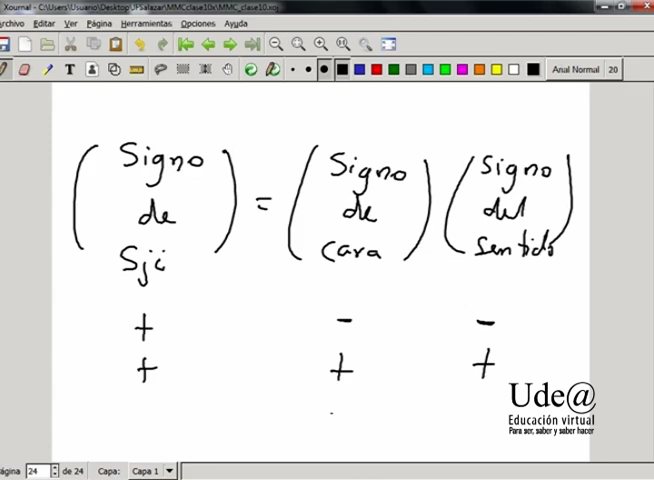 Xournal - C:\Users\Usuario\Desktop\JFSalazar\MMCclase10x\MMC_clase10.xoj
Archivo Editar Ver Página Herramientas Opciones Ayuda
Anal Normal 20
Signo de Sji = Signo de cara Signo del sentido
+ - -
+ + +
Ude@
Educación virtual
Para ser, saber y saber hacer
Página 24 de 24 Capa: Capa 1